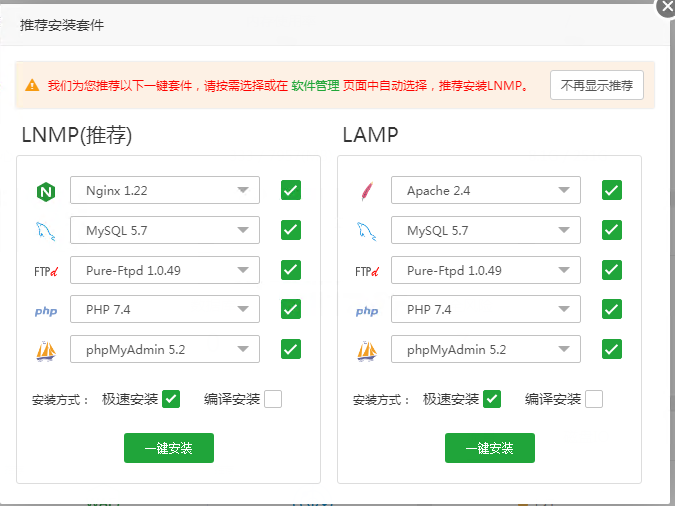 推荐安装套件
我们为您推荐以下一键套件，请按需选择或在 软件管理 页面中自动选择，推荐安装LNMP。
不再显示推荐
LNMP(推荐)
Nginx 1.22
MySQL 5.7
FTPd
Pure-Ftpd 1.0.49
php
PHP 7.4
phpMyAdmin 5.2
安装方式： 极速安装 编译安装
一键安装
LAMP
Apache 2.4
MySQL 5.7
FTPd
Pure-Ftpd 1.0.49
php
PHP 7.4
phpMyAdmin 5.2
安装方式： 极速安装 编译安装
一键安装